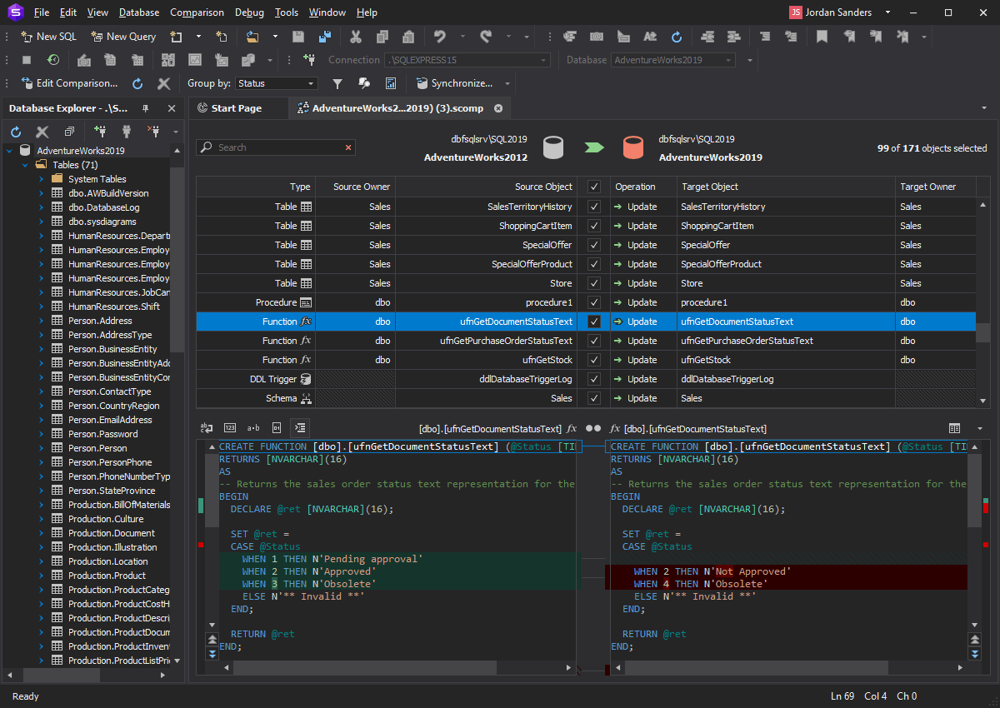 S File Edit View Database Comparison Debug Tools Window Help JS Jordan Sanders
New SQL New Query
Connection .\SQLEXPRESS15 Database AdventureWorks2019
Edit Comparison... Group by: Status Synchronize...
Database Explorer - .\S...
AdventureWorks2019
Tables (71)
System Tables
dbo.AWBuildVersion
dbo.DatabaseLog
dbo.sysdiagrams
HumanResources.Departr
HumanResources.Employ
HumanResources.Employ
HumanResources.Employ
HumanResources.JobCan
HumanResources.Shift
Person.Address
Person.AddressType
Person.BusinessEntity
Person.BusinessEntityAdd
Person.BusinessEntityCon
Person.ContactType
Person.CountryRegion
Person.EmailAddress
Person.Password
Person.Person
Person.PersonPhone
Person.PhoneNumberTyp
Person.StateProvince
Production.BillOfMaterials
Production.Culture
Production.Document
Production.Illustration
Production.Location
Production.Product
Production.ProductCateg
Production.ProductCostH
Production.ProductDescri
Production.ProductDocum
Production.ProductInvent
Production.ProductListPri
Start Page AdventureWorks2...2019) (3).scomp
Search
dbfsqlsrv\SQL2019
AdventureWorks2012
dbfsqlsrv\SQL2019
AdventureWorks2019
99 of 171 objects selected
Type Source Owner Source Object Operation Target Object Target Owner
Table Sales SalesTerritoryHistory Update SalesTerritoryHistory Sales
Table Sales ShoppingCartItem Update ShoppingCartItem Sales
Table Sales SpecialOffer Update SpecialOffer Sales
Table Sales SpecialOfferProduct Update SpecialOfferProduct Sales
Table Sales Store Update Store Sales
Procedure dbo procedure1 Update procedure1 dbo
Function fx dbo ufnGetDocumentStatusText Update ufnGetDocumentStatusText dbo
Function fx dbo ufnGetPurchaseOrderStatusText Update ufnGetPurchaseOrderStatusText dbo
Function fx dbo ufnGetStock Update ufnGetStock dbo
DDL Trigger ddlDatabaseTriggerLog Update ddlDatabaseTriggerLog
Schema Sales Update Sales
[dbo].[ufnGetDocumentStatusText] fx fx [dbo].[ufnGetDocumentStatusText]
CREATE FUNCTION [dbo].[ufnGetDocumentStatusText] (@Status [TI
RETURNS [NVARCHAR](16)
AS
-- Returns the sales order status text representation for the
BEGIN
DECLARE @ret [NVARCHAR](16);
SET @ret =
CASE @Status
WHEN 1 THEN N'Pending approval'
WHEN 2 THEN N'Approved'
WHEN 3 THEN N'Obsolete'
ELSE N'** Invalid **'
END;
RETURN @ret
END;
CREATE FUNCTION [dbo].[ufnGetDocumentStatusText] (@Status [TI
RETURNS [NVARCHAR](16)
AS
-- Returns the sales order status text representation for the
BEGIN
DECLARE @ret [NVARCHAR](16);
SET @ret =
CASE @Status
WHEN 2 THEN N'Not Approved'
WHEN 4 THEN N'Obsolete'
ELSE N'** Invalid **'
END;
RETURN @ret
END;
Ready Ln 69 Col 4 Ch 0